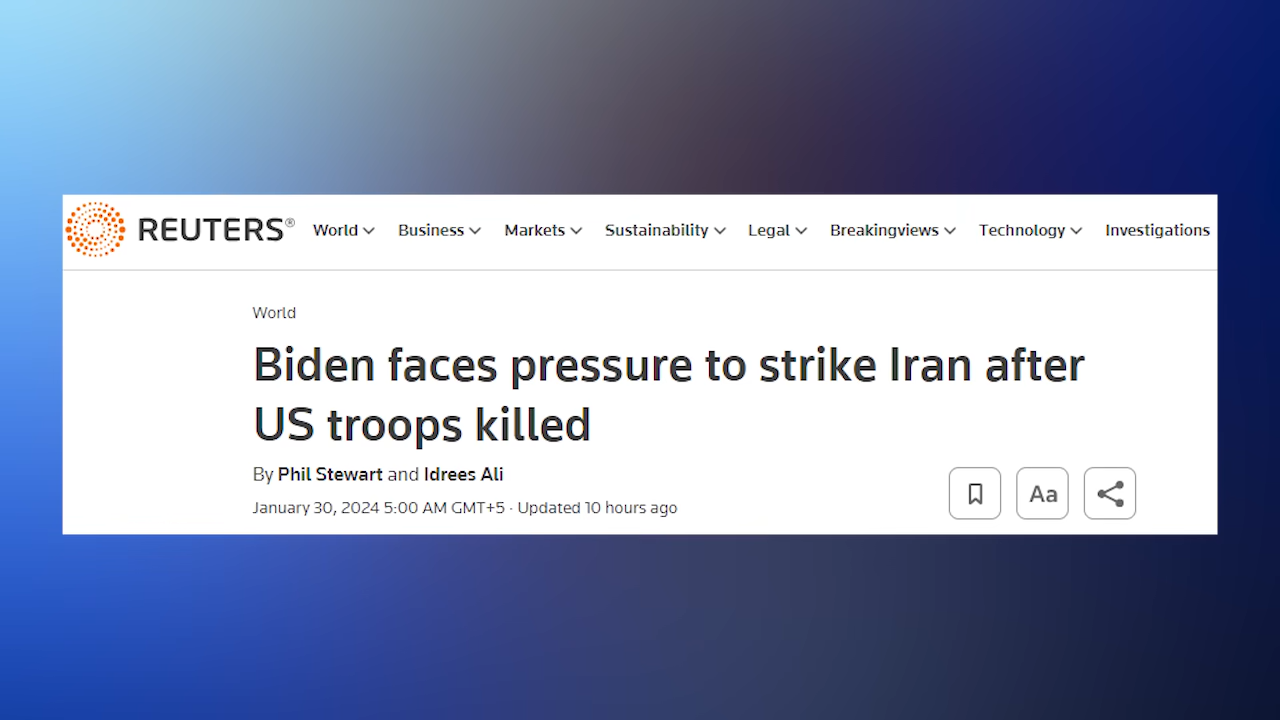 REUTERS® World Business Markets Sustainability Legal Breakingviews Technology Investigations
World
Biden faces pressure to strike Iran after
US troops killed
By Phil Stewart and Idrees Ali
January 30, 2024 5:00 AM GMT+5 · Updated 10 hours ago
Aa